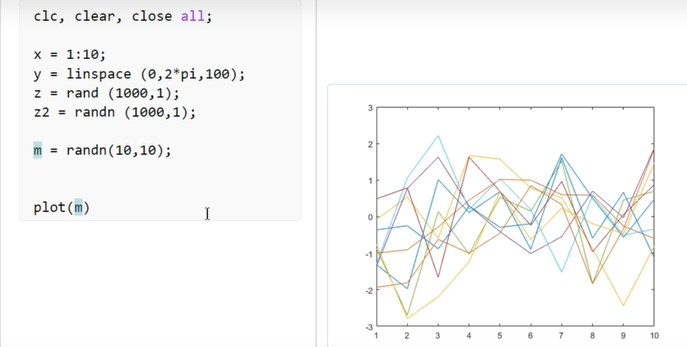 clc, clear, close all;
x = 1:10;
y = linspace (0,2*pi,100);
z = rand (1000,1);
z2 = randn (1000,1);
m = randn(10,10);
plot(m)
3
2
1
0
-1
-2
-3
1 2 3 4 5 6 7 8 9 10